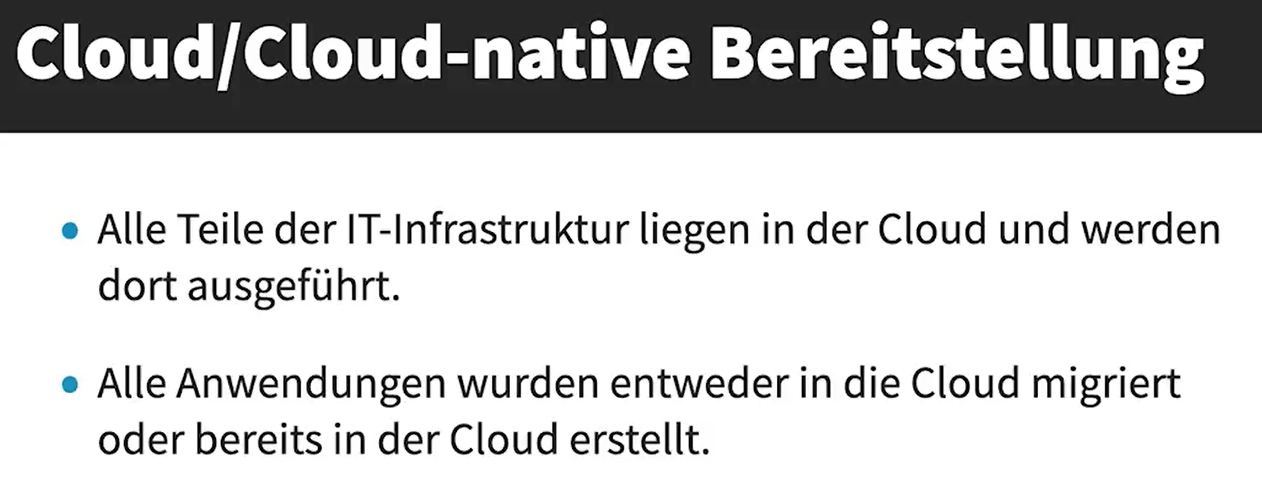 Cloud/Cloud-native Bereitstellung
• Alle Teile der IT-Infrastruktur liegen in der Cloud und werden
dort ausgeführt.
• Alle Anwendungen wurden entweder in die Cloud migriert
oder bereits in der Cloud erstellt.